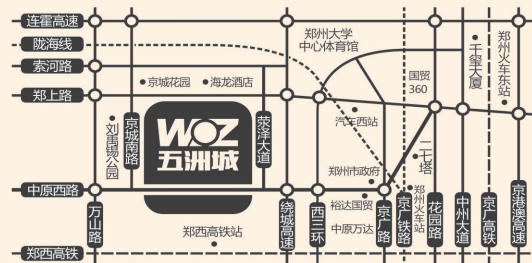 连霍高速
陇海线
索河路
郑上路
中原西路
郑西高铁
郑州大学
中心体育馆
国贸
360
千玺大厦
郑州火车东站
京城花园
海龙酒店
刘禹锡公园
京城南路
荥泽大道
WOZ
五洲城
汽车西站
二七塔
郑州市政府
裕达国贸
中原万达
郑州火车站
郑西高铁站
万山路
绕城高速
西三环
京广路
京广铁路
花园路
中州大道
京广高铁
京港澳高速